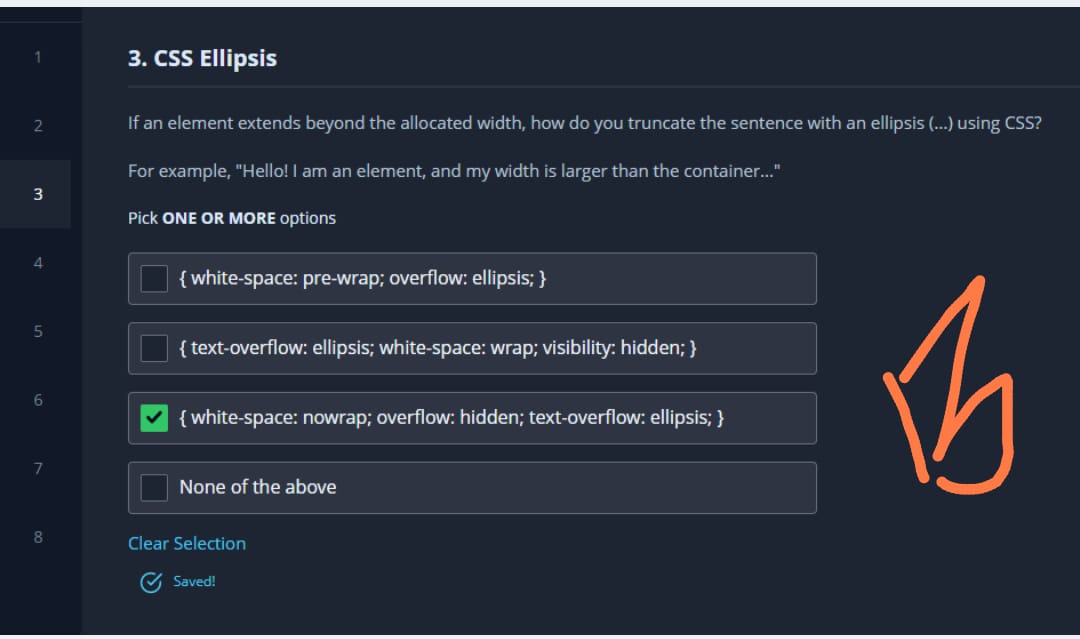 3. CSS Ellipsis
1
2
3
4
5
6
7
8
If an element extends beyond the allocated width, how do you truncate the sentence with an ellipsis (...) using CSS?
For example, "Hello! I am an element, and my width is larger than the container..."
Pick ONE OR MORE options
{ white-space: pre-wrap; overflow: ellipsis; }
{ text-overflow: ellipsis; white-space: wrap; visibility: hidden; }
{ white-space: nowrap; overflow: hidden; text-overflow: ellipsis; }
None of the above
Clear Selection
Saved!